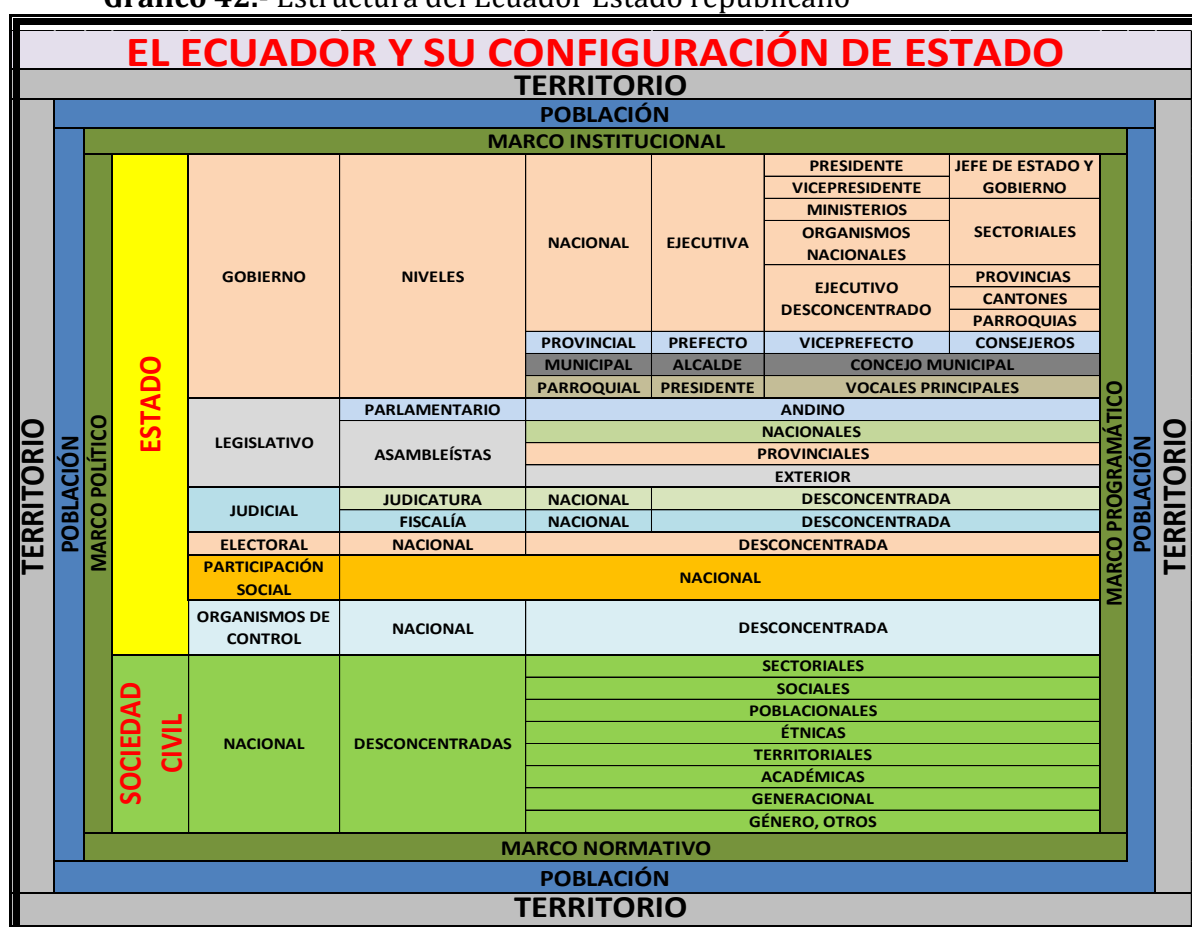 Gráfico 42.- Estructura del Ecuador Estado republicano
EL ECUADOR Y SU CONFIGURACIÓN DE ESTADO
TERRITORIO
POBLACIÓN
MARCO INSTITUCIONAL
TERRITORIO
POBLACIÓN
MARCO POLÍTICO
ESTADO
GOBIERNO
NIVELES
NACIONAL
EJECUTIVA
PRESIDENTE
JEFE DE ESTADO Y
GOBIERNO
VICEPRESIDENTE
MINISTERIOS
ORGANISMOS
NACIONALES
SECTORIALES
EJECUTIVO
DESCONCENTRADO
PROVINCIAS
CANTONES
PARROQUIAS
PROVINCIAL
PREFECTO
VICEPREFECTO
CONSEJEROS
MUNICIPAL
ALCALDE
CONCEJO MUNICIPAL
PARROQUIAL
PRESIDENTE
VOCALES PRINCIPALES
LEGISLATIVO
PARLAMENTARIO
ANDINO
ASAMBLEÍSTAS
NACIONALES
PROVINCIALES
EXTERIOR
JUDICIAL
JUDICATURA
NACIONAL
DESCONCENTRADA
FISCALÍA
NACIONAL
DESCONCENTRADA
ELECTORAL
NACIONAL
DESCONCENTRADA
PARTICIPACIÓN
SOCIAL
NACIONAL
ORGANISMOS DE
CONTROL
NACIONAL
DESCONCENTRADA
SOCIEDAD
CIVIL
NACIONAL
DESCONCENTRADAS
SECTORIALES
SOCIALES
POBLACIONALES
ÉTNICAS
TERRITORIALES
ACADÉMICAS
GENERACIONAL
GÉNERO, OTROS
MARCO PROGRAMÁTICO
POBLACIÓN
TERRITORIO
MARCO NORMATIVO
POBLACIÓN
TERRITORIO